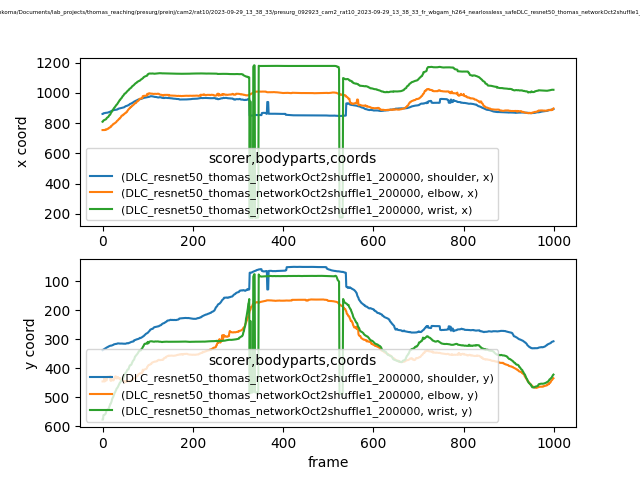 nkoma/Documents/lab_projects/thomas_reaching/presurg/preinj/cam2/rat10/2023-09-29_13_38_33/presurg_092923_cam2_rat10_2023-09-29_13_38_33_fr_wbgam_h264_nearlossless_safeDLC_resnet50_thomas_networkOct2shuffle1_
1200
1000
800
600
400
200
x coord
scorer,bodyparts,coords
(DLC_resnet50_thomas_networkOct2shuffle1_200000, shoulder, x)
(DLC_resnet50_thomas_networkOct2shuffle1_200000, elbow, x)
(DLC_resnet50_thomas_networkOct2shuffle1_200000, wrist, x)
0 200 400 600 800 1000
100
200
300
400
500
600
y coord
scorer,bodyparts,coords
(DLC_resnet50_thomas_networkOct2shuffle1_200000, shoulder, y)
(DLC_resnet50_thomas_networkOct2shuffle1_200000, elbow, y)
(DLC_resnet50_thomas_networkOct2shuffle1_200000, wrist, y)
0 200 400 600 800 1000
frame